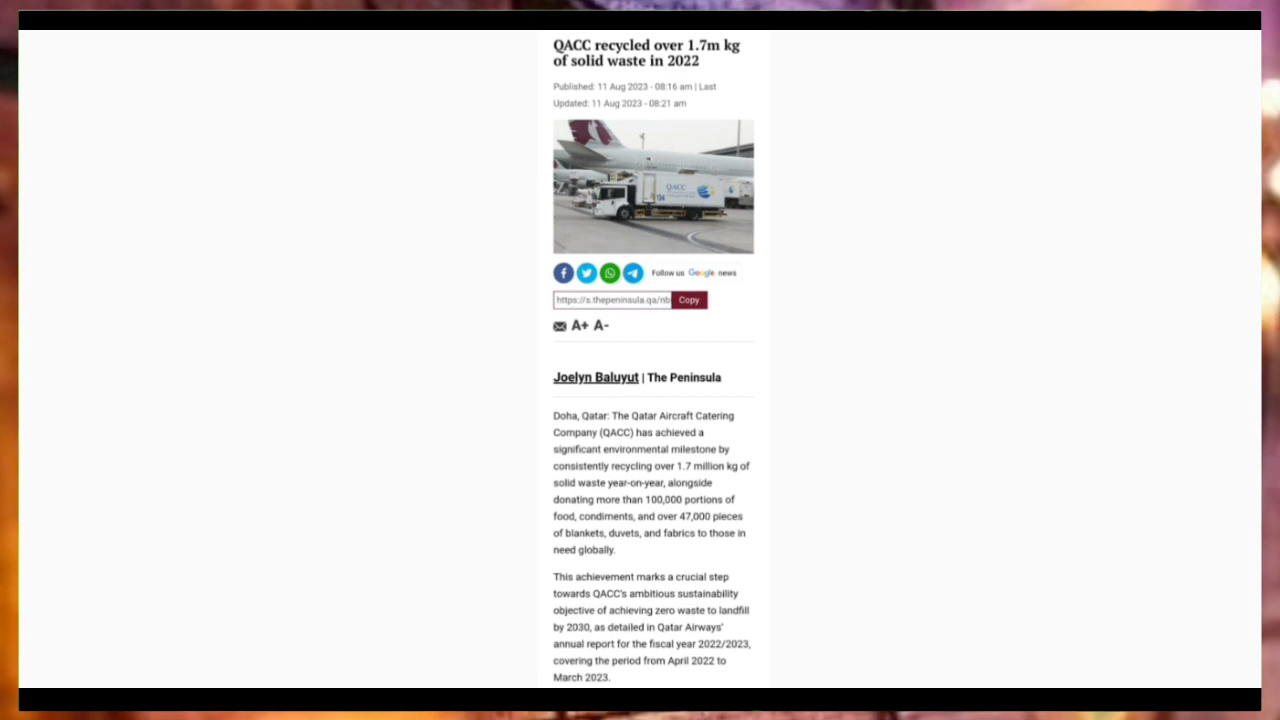 QACC recycled over 1.7m kg
of solid waste in 2022
Published: 11 Aug 2023 - 08:16 am | Last
Updated: 11 Aug 2023 - 08:21 am
QACC
134
Follow us Google news
https://s.thepeninsula.qa/nb
Copy
A+ A-
Joelyn Baluyut | The Peninsula
Doha, Qatar: The Qatar Aircraft Catering
Company (QACC) has achieved a
significant environmental milestone by
consistently recycling over 1.7 million kg of
solid waste year-on-year, alongside
donating more than 100,000 portions of
food, condiments, and over 47,000 pieces
of blankets, duvets, and fabrics to those in
need globally.
This achievement marks a crucial step
towards QACC's ambitious sustainability
objective of achieving zero waste to landfill
by 2030, as detailed in Qatar Airways'
annual report for the fiscal year 2022/2023,
covering the period from April 2022 to
March 2023.